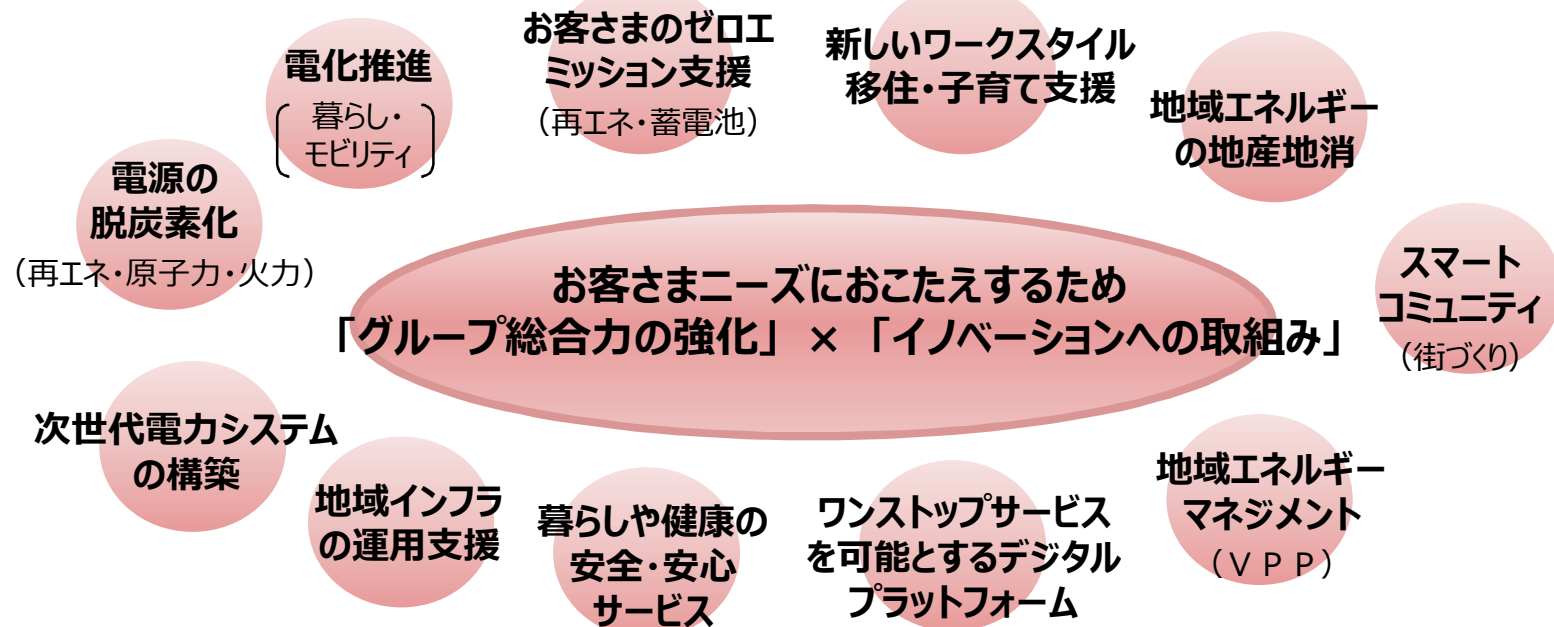 お客さまのゼロエ
ミッション支援
（再エネ・蓄電池）
新しいワークスタイル
移住・子育て支援
電化推進
暮らし・
モビリティ
地域エネルギー
の地産地消
電源の
脱炭素化
（再エネ・原子力・火力）
スマート
コミュニティ
（街づくり）
お客さまニーズにおこたえするため
「グループ総合力の強化」×「イノベーションへの取組み」
次世代電力システム
の構築
地域インフラ
の運用支援
暮らしや健康の
安全・安心
サービス
ワンストップサービス
を可能とするデジタル
プラットフォーム
地域エネルギー
マネジメント
（ＶＰＰ）